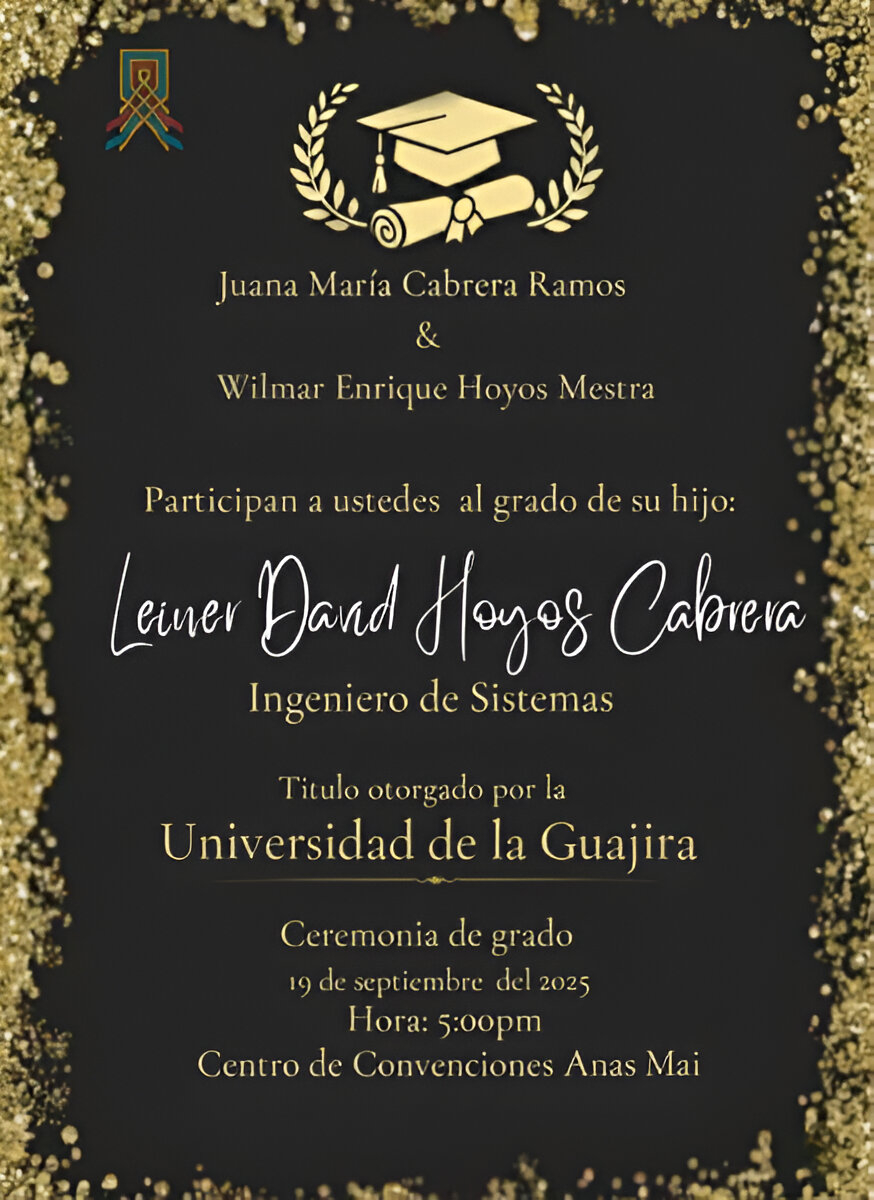 Juana María Cabrera Ramos
&
Wilmar Enrique Hoyos Mestra
Participan a ustedes al grado de su hijo:
Leiner David Hoyos Cabrera
Ingeniero de Sistemas
Titulo otorgado por la
Universidad de la Guajira
Ceremonia de grado
19 de septiembre del 2025
Hora: 5:00pm
Centro de Convenciones Anas Mai